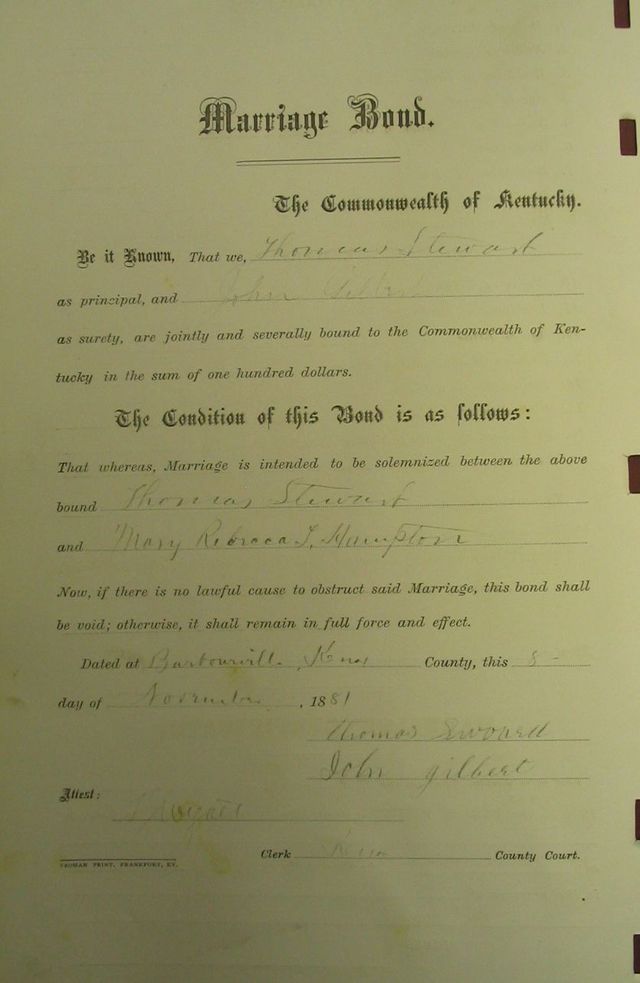 Marriage Bond.
The Commonwealth of Kentucky.
Be it Known, That we, Thomas Stewart
as principal, and John Gilbert
as surety, are jointly and severally bound to the Commonwealth of Ken-
tucky in the sum of one hundred dollars.
The Condition of this Bond is as follows:
That whereas, Marriage is intended to be solemnized between the above
bound Thomas Stewart
and Mary Rebecca L. Hampton
Now, if there is no lawful cause to obstruct said Marriage, this bond shall
be void; otherwise, it shall remain in full force and effect.
Dated at Barbourville, Knox County, this 8
day of November, 1881
Thomas
John gilbert
Attest:
Clerk Knox County Court.
YEOMAN PRINT, FRANKFORT, KY.